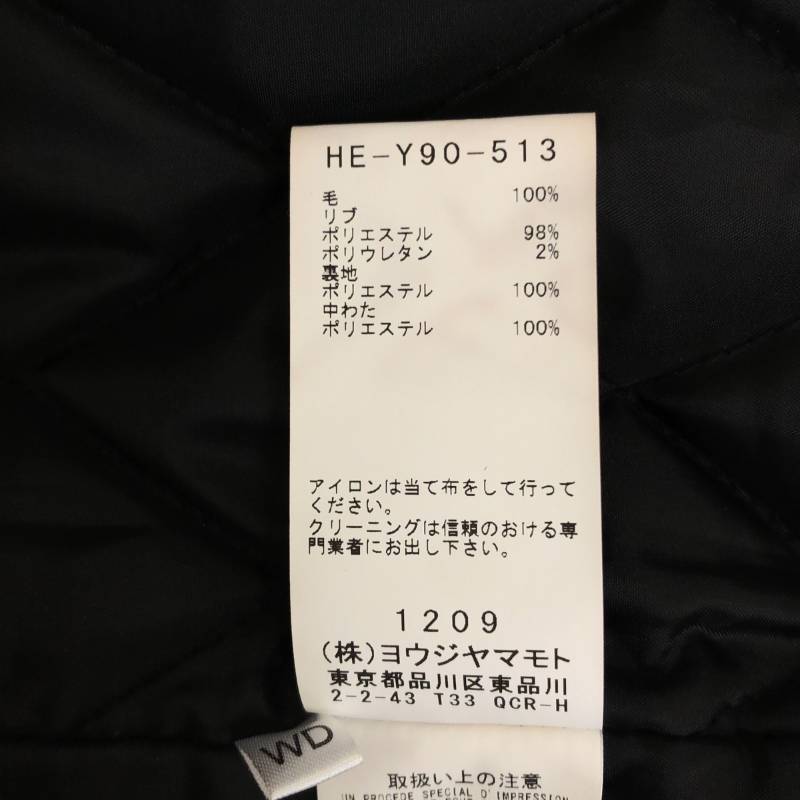 HE-Y90-513
毛 100%
リブ
ポリエステル 98%
ポリウレタン 2%
裏地
ポリエステル 100%
中わた
ポリエステル 100%
アイロンは当て布をして行って
ください。
クリーニングは信頼のおける専
門業者にお出し下さい。
1209
(株)ヨウジヤマモト
東京都品川区東品川
2-2-43 T33 QCR-H
WD
取扱い上の注意
UN PROCEDE SPECIAL D'IMPRESSION